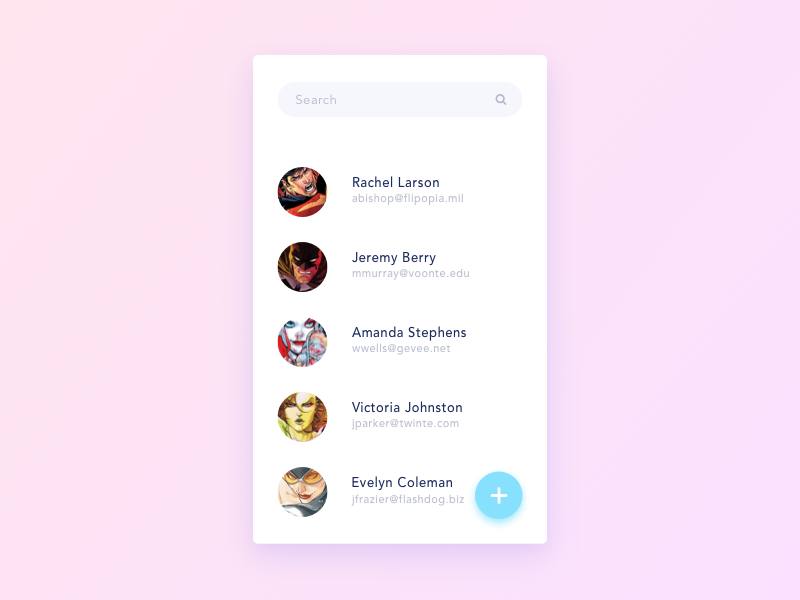 Search
Rachel Larson
abishop@flipopia.mil
Jeremy Berry
mmurray@voonte.edu
Amanda Stephens
wwells@gevee.net
Victoria Johnston
jparker@twinte.com
Evelyn Coleman
jfrazier@flashdog.biz